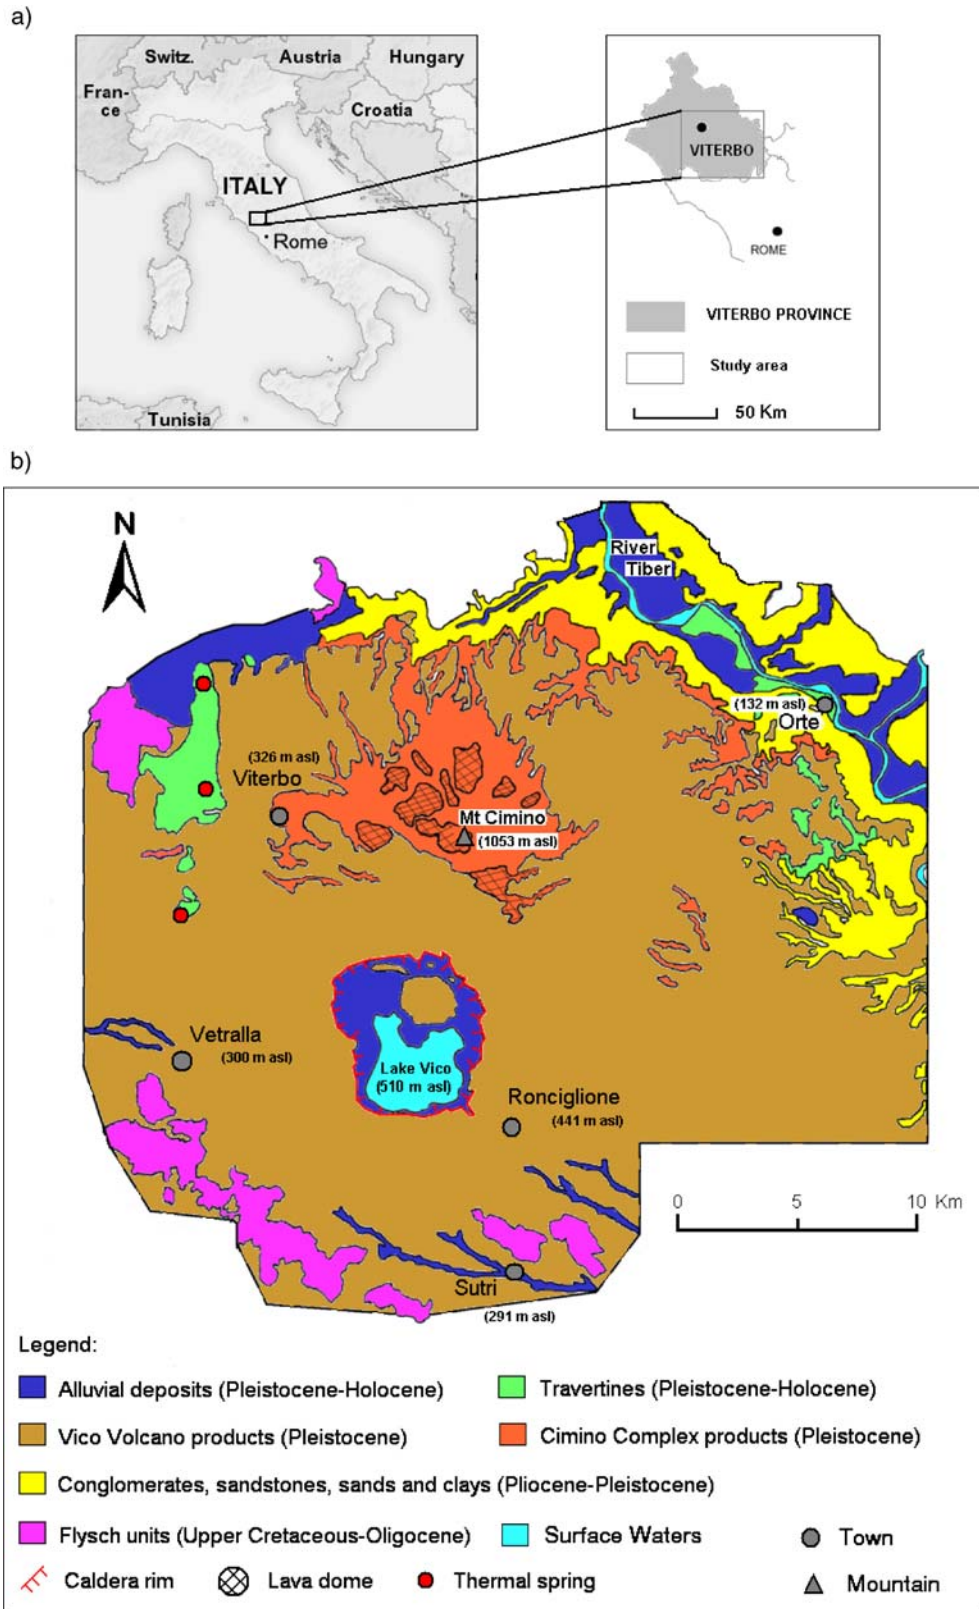 a)
Switz.
Austria
Hungary
Fran-
ce
Croatia
ITALY
Rome
Tunisia
VITERBO
ROME
VITERBO PROVINCE
Study area
50 Km
b)
N
River
Tiber
(132 m asl)
Orte
(326 m asl)
Viterbo
Mt Cimino
(1053 m asl)
Vetralla
(300 m asl)
Lake Vico
(510 m asl)
Ronciglione
(441 m asl)
0 5 10 Km
Sutri
(291 m asl)
Legend:
Alluvial deposits (Pleistocene-Holocene)
Travertines (Pleistocene-Holocene)
Vico Volcano products (Pleistocene)
Cimino Complex products (Pleistocene)
Conglomerates, sandstones, sands and clays (Pliocene-Pleistocene)
Flysch units (Upper Cretaceous-Oligocene)
Surface Waters
Town
Caldera rim
Lava dome
Thermal spring
Mountain